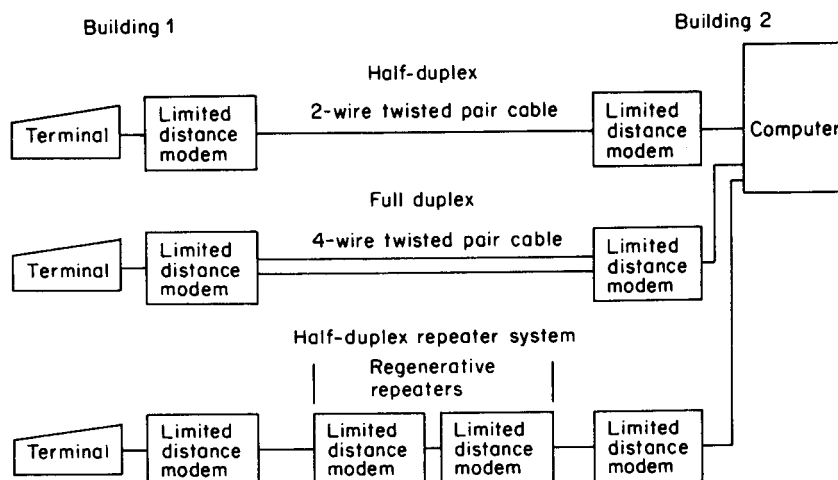 Building 1
Building 2
Half-duplex
2-wire twisted pair cable
Terminal
Limited
distance
modem
Limited
distance
modem
Computer
Full duplex
4-wire twisted pair cable
Terminal
Limited
distance
modem
Limited
distance
modem
Half-duplex repeater system
Regenerative
repeaters
Terminal
Limited
distance
modem
Limited
distance
modem
Limited
distance
modem
Limited
distance
modem